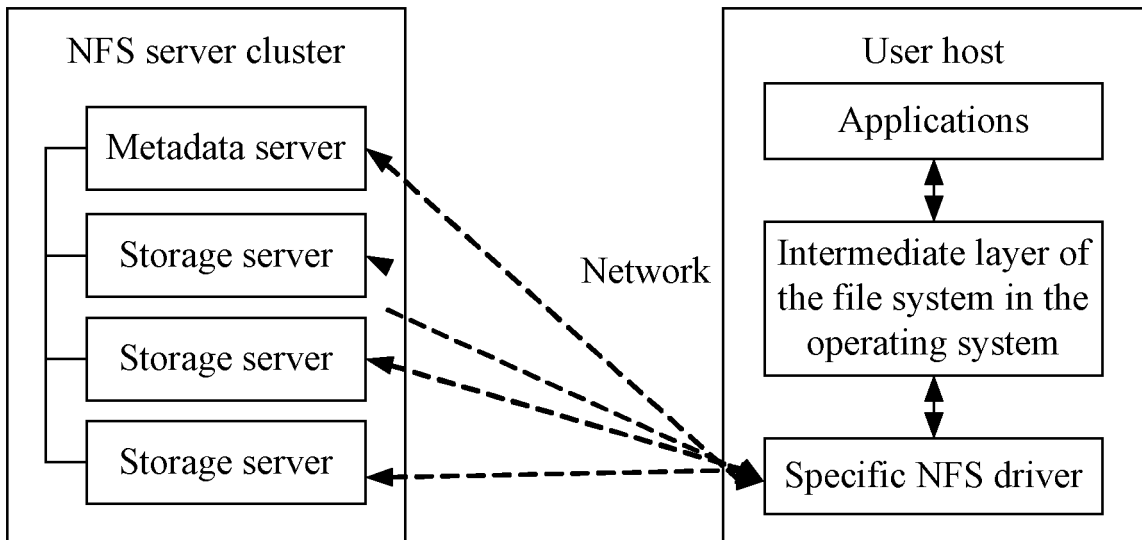 NFS server cluster
Metadata server
Storage server
Storage server
Storage server
Network
User host
Applications
Intermediate layer of
the file system in the
operating system
Specific NFS driver